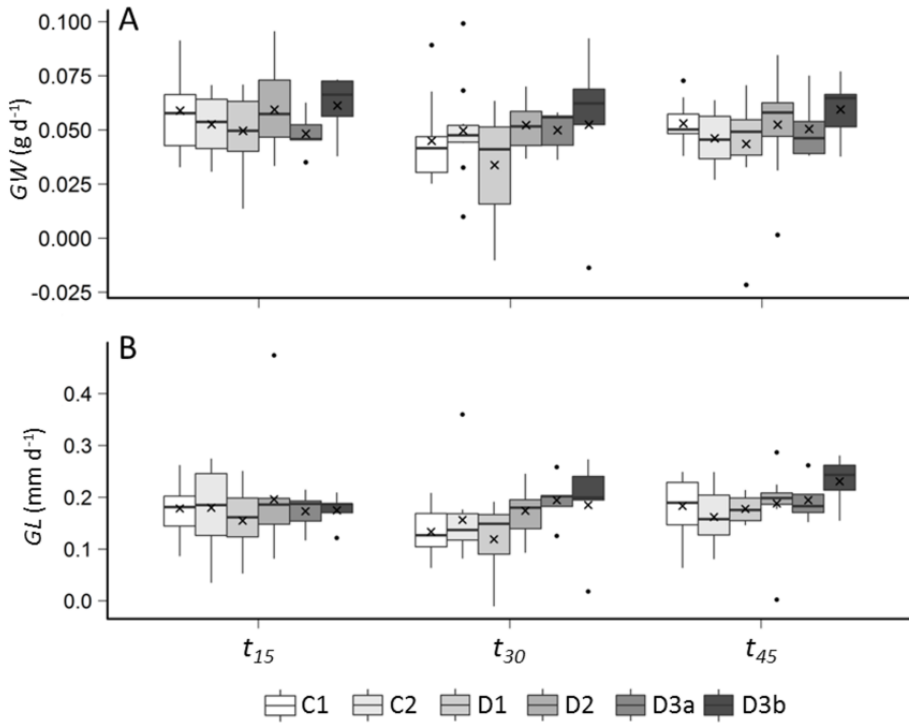 A
0.100
0.075
0.050
0.025
0.000
-0.025
GW (g d⁻¹)
B
0.4
0.3
0.2
0.1
0.0
GL (mm d⁻¹)
t₁₅ t₃₀ t₄₅
C1 C2 D1 D2 D3a D3b